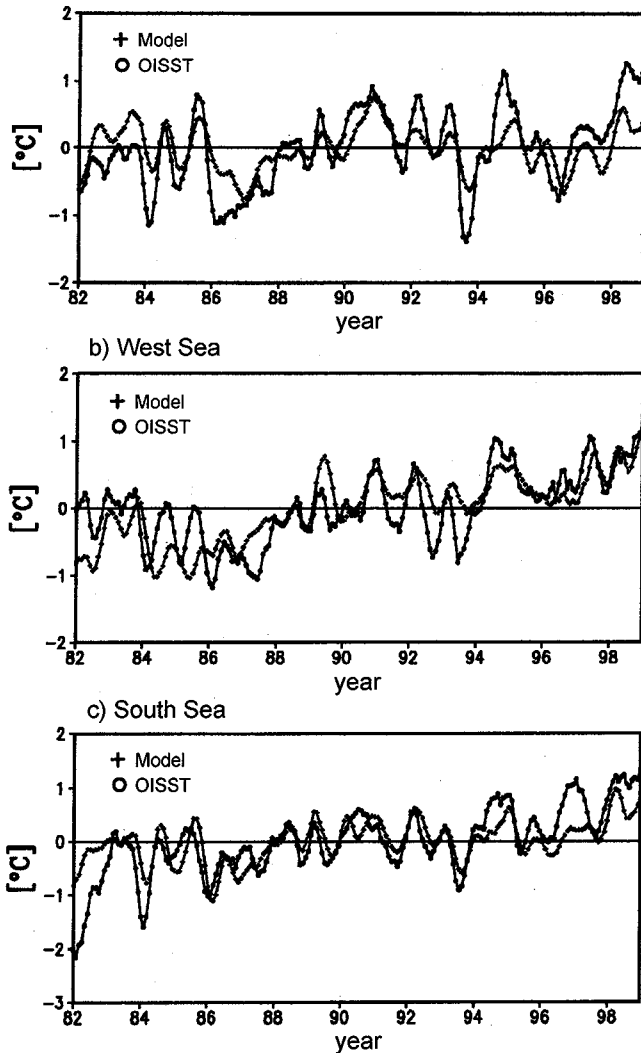 2
+ Model
o OISST
1
[°C]
0
-1
-2
82 84 86 88 90 92 94 96 98
year
b) West Sea
2
+ Model
o OISST
1
[°C]
0
-1
-2
82 84 86 88 90 92 94 96 98
year
c) South Sea
2
+ Model
o OISST
1
[°C]
0
-1
-2
-3
82 84 86 88 90 92 94 96 98
year